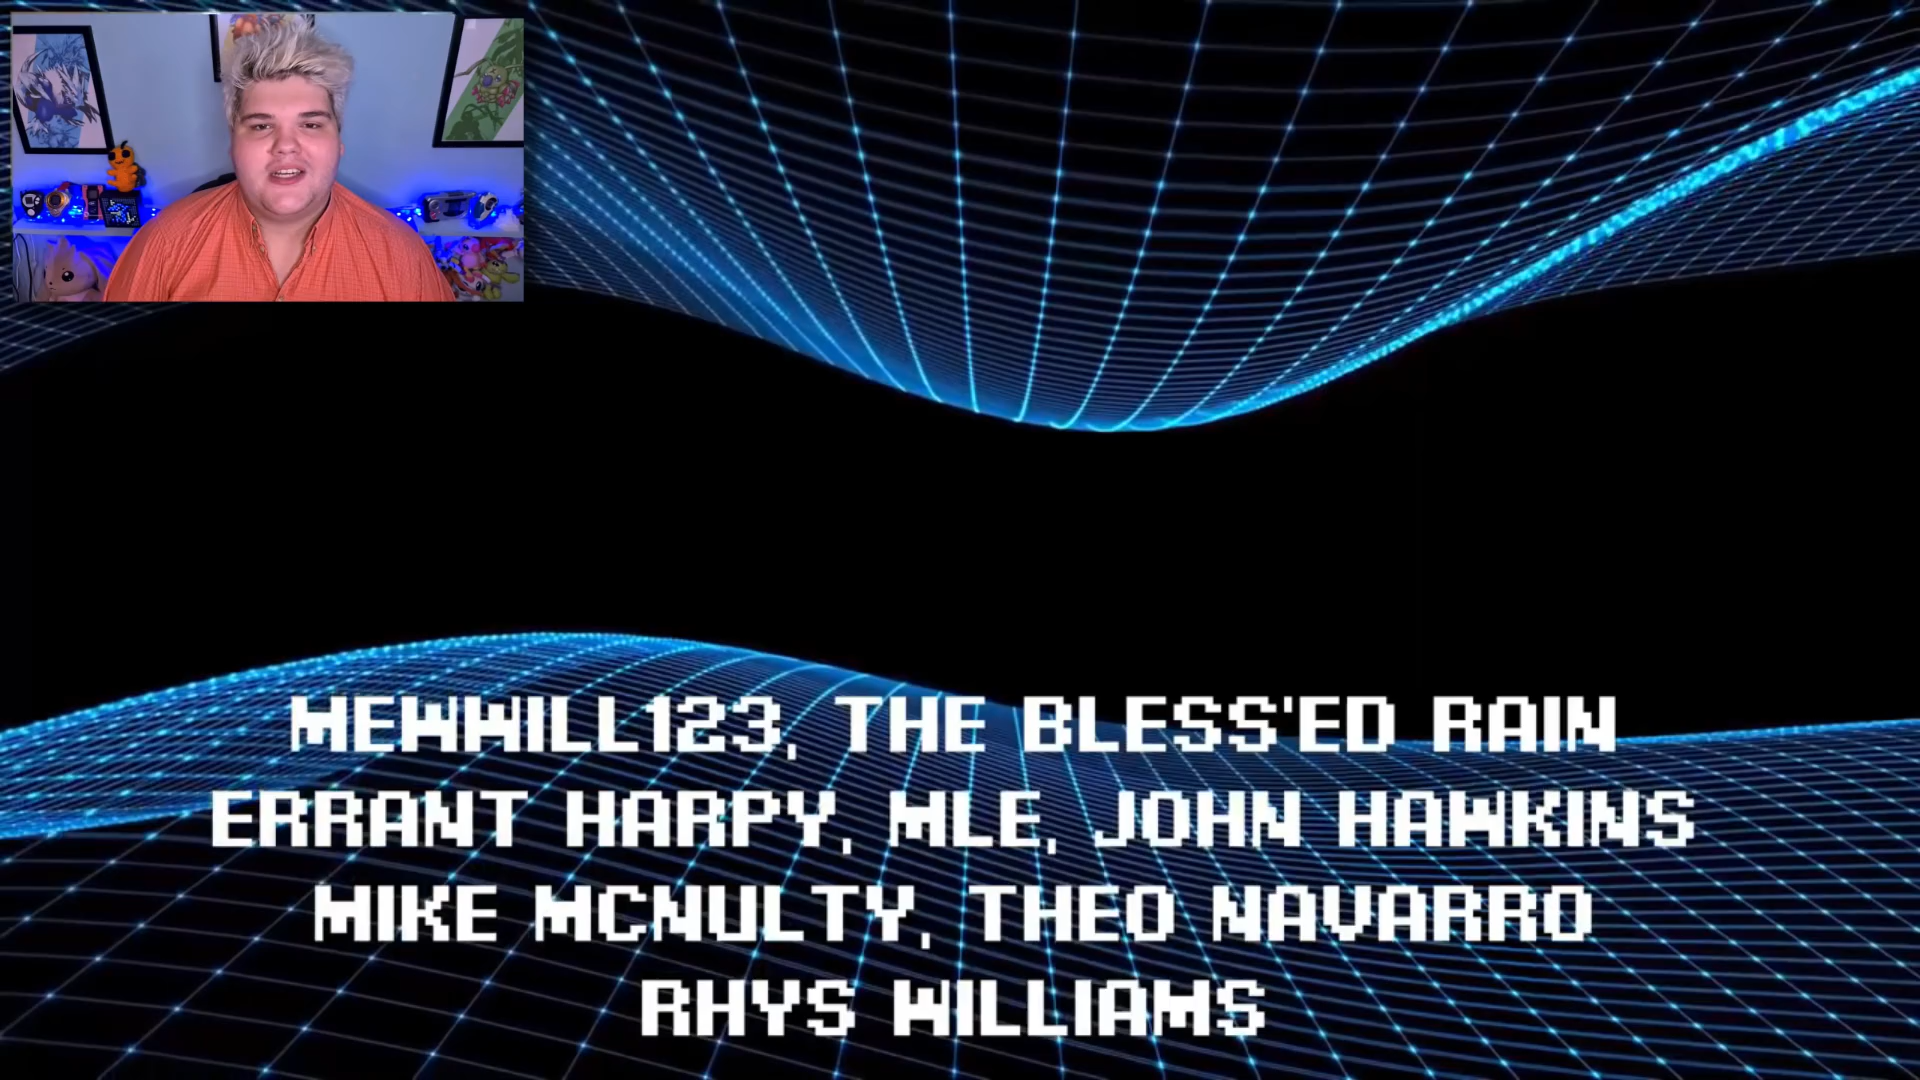 MEWWILL123, THE BLESS'ED RAIN
ERRANT HARPY, MLE, JOHN HAWKINS
MIKE MCNULTY, THEO NAVARRO
RHYS WILLIAMS